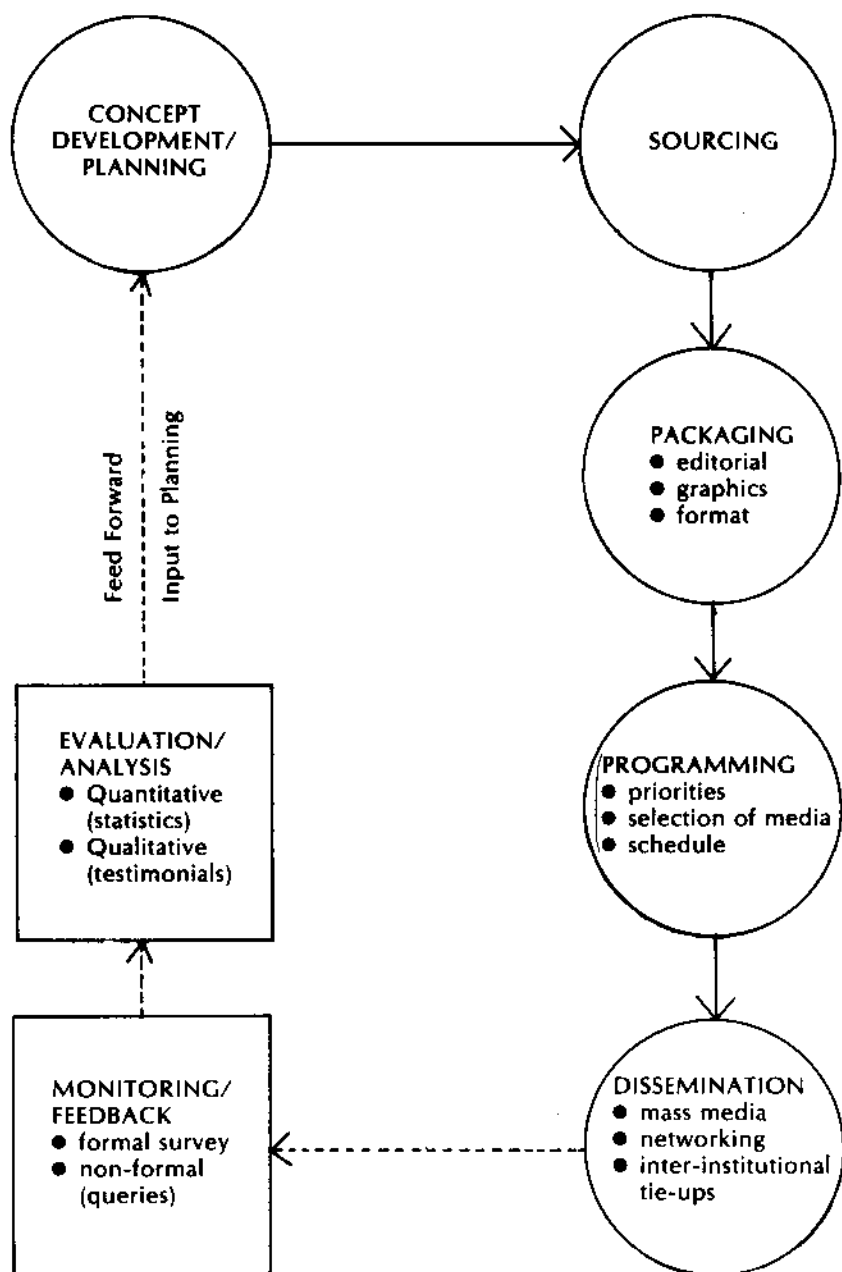 CONCEPT
DEVELOPMENT/
PLANNING
SOURCING
PACKAGING
● editorial
● graphics
● format
PROGRAMMING
● priorities
● selection of media
● schedule
DISSEMINATION
● mass media
● networking
● inter-institutional
tie-ups
MONITORING/
FEEDBACK
● formal survey
● non-formal
(queries)
EVALUATION/
ANALYSIS
● Quantitative
(statistics)
● Qualitative
(testimonials)
Feed Forward
Input to Planning